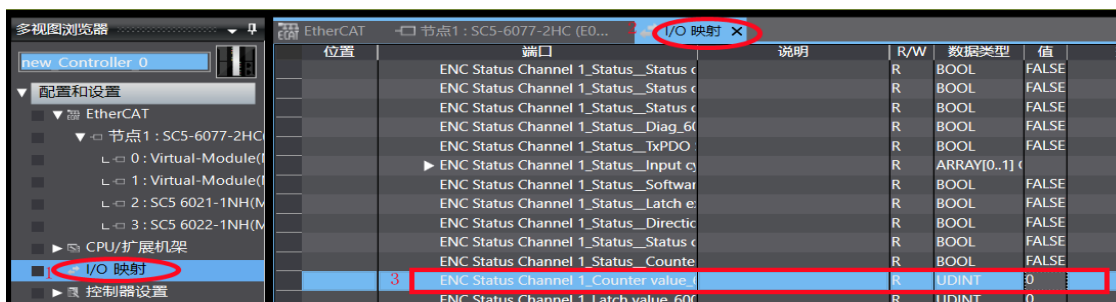 多视图浏览器
new_Controller_0
配置和设置
EtherCAT
节点1 : SC5-6077-2HC(
0 : Virtual-Module(
1 : Virtual-Module(
2 : SC5 6021-1NH(M
3 : SC5 6022-1NH(M
CPU/扩展机架
1 I/O 映射
控制器设置
EtherCAT 节点1 : SC5-6077-2HC (E0... 2 I/O 映射 X
位置 端口 说明 R/W 数据类型 值
ENC Status Channel 1_Status__Status R BOOL FALSE
ENC Status Channel 1_Status__Status R BOOL FALSE
ENC Status Channel 1_Status__Status R BOOL FALSE
ENC Status Channel 1_Status__Diag_60 R BOOL FALSE
ENC Status Channel 1_Status__TxPDO R BOOL FALSE
ENC Status Channel 1_Status__Input cy R ARRAY[0..1]
ENC Status Channel 1_Status__Softwar R BOOL FALSE
ENC Status Channel 1_Status__Latch e R BOOL FALSE
ENC Status Channel 1_Status__Directic R BOOL FALSE
ENC Status Channel 1_Status__Status R BOOL FALSE
ENC Status Channel 1_Status__Counte R BOOL FALSE
3 ENC Status Channel 1_Counter value_ R UDINT 0
ENC Status Channel 1_Latch value_600 R UDINT 0